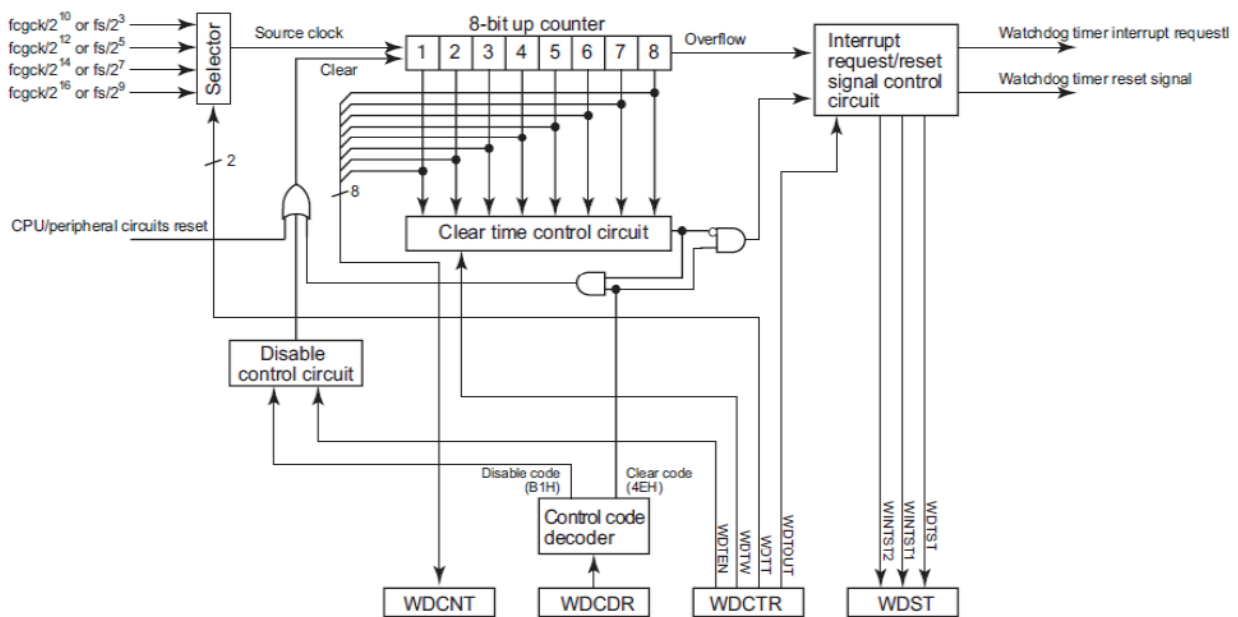 fcgck/2^10 or fs/2^3
fcgck/2^12 or fs/2^5
fcgck/2^14 or fs/2^7
fcgck/2^16 or fs/2^9
Selector
Source clock
Clear
8-bit up counter
1 2 3 4 5 6 7 8
Overflow
Interrupt
request/reset
signal control
circuit
Watchdog timer interrupt requestl
Watchdog timer reset signal
2
8
CPU/peripheral circuits reset
Clear time control circuit
Disable
control circuit
Disable code
(B1H)
Clear code
(4EH)
Control code
decoder
WDTEN
WDTW
WDTT
WDTOUT
WINTST2
WINTST1
WDTST
WDCNT
WDCDR
WDCTR
WDST